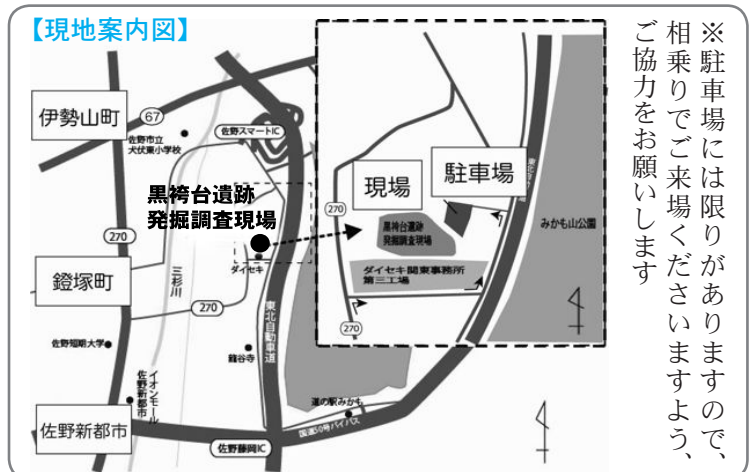 【現地案内図】
※駐車場には限りがありますので、
相乗りでご来場くださいますよう、
ご協力をお願いします
伊勢山町
67
佐野市立
犬伏東小学校
佐野スマートIC
黒袴台遺跡
発掘調査現場
ダイセキ
270
鐙塚町
三杉川
270
東北自動車道
佐野短期大学
龍谷寺
イオンモール
佐野新都市
佐野新都市
道の駅みかも
国道50号バイパス
佐野藤岡IC
現場
駐車場
270
黒袴台遺跡
発掘調査現場
みかも山公園
ダイセキ関東事務所
第三工場
270